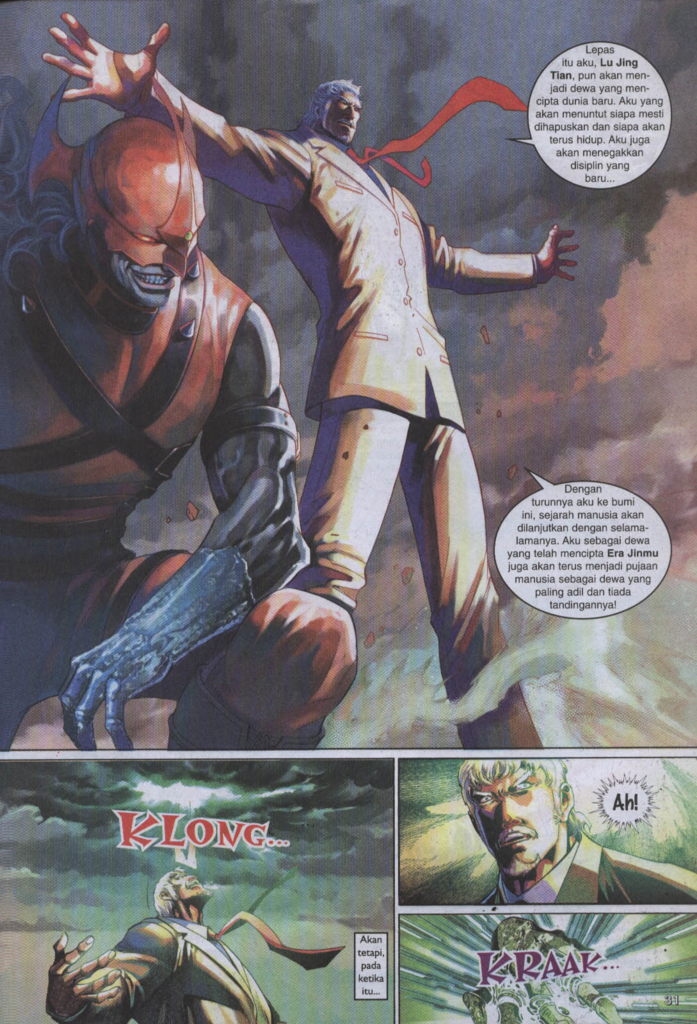 Lepas
itu aku, Lu Jing
Tian, pun akan men-
jadi dewa yang men-
cipta dunia baru. Aku yang
akan menuntut siapa mesti
dihapuskan dan siapa akan
terus hidup. Aku juga
akan menegakkan
disiplin yang
baru...
Dengan
turunnya aku ke bumi
ini, sejarah manusia akan
dilanjutkan dengan selama-
lamanya. Aku sebagai dewa
yang telah mencipta Era Jinmu
juga akan terus menjadi pujaan
manusia sebagai dewa yang
paling adil dan tiada
tandingannya!
KLONG...
Akan
tetapi,
pada
ketika
itu...
Ah!
KRAAK...
31